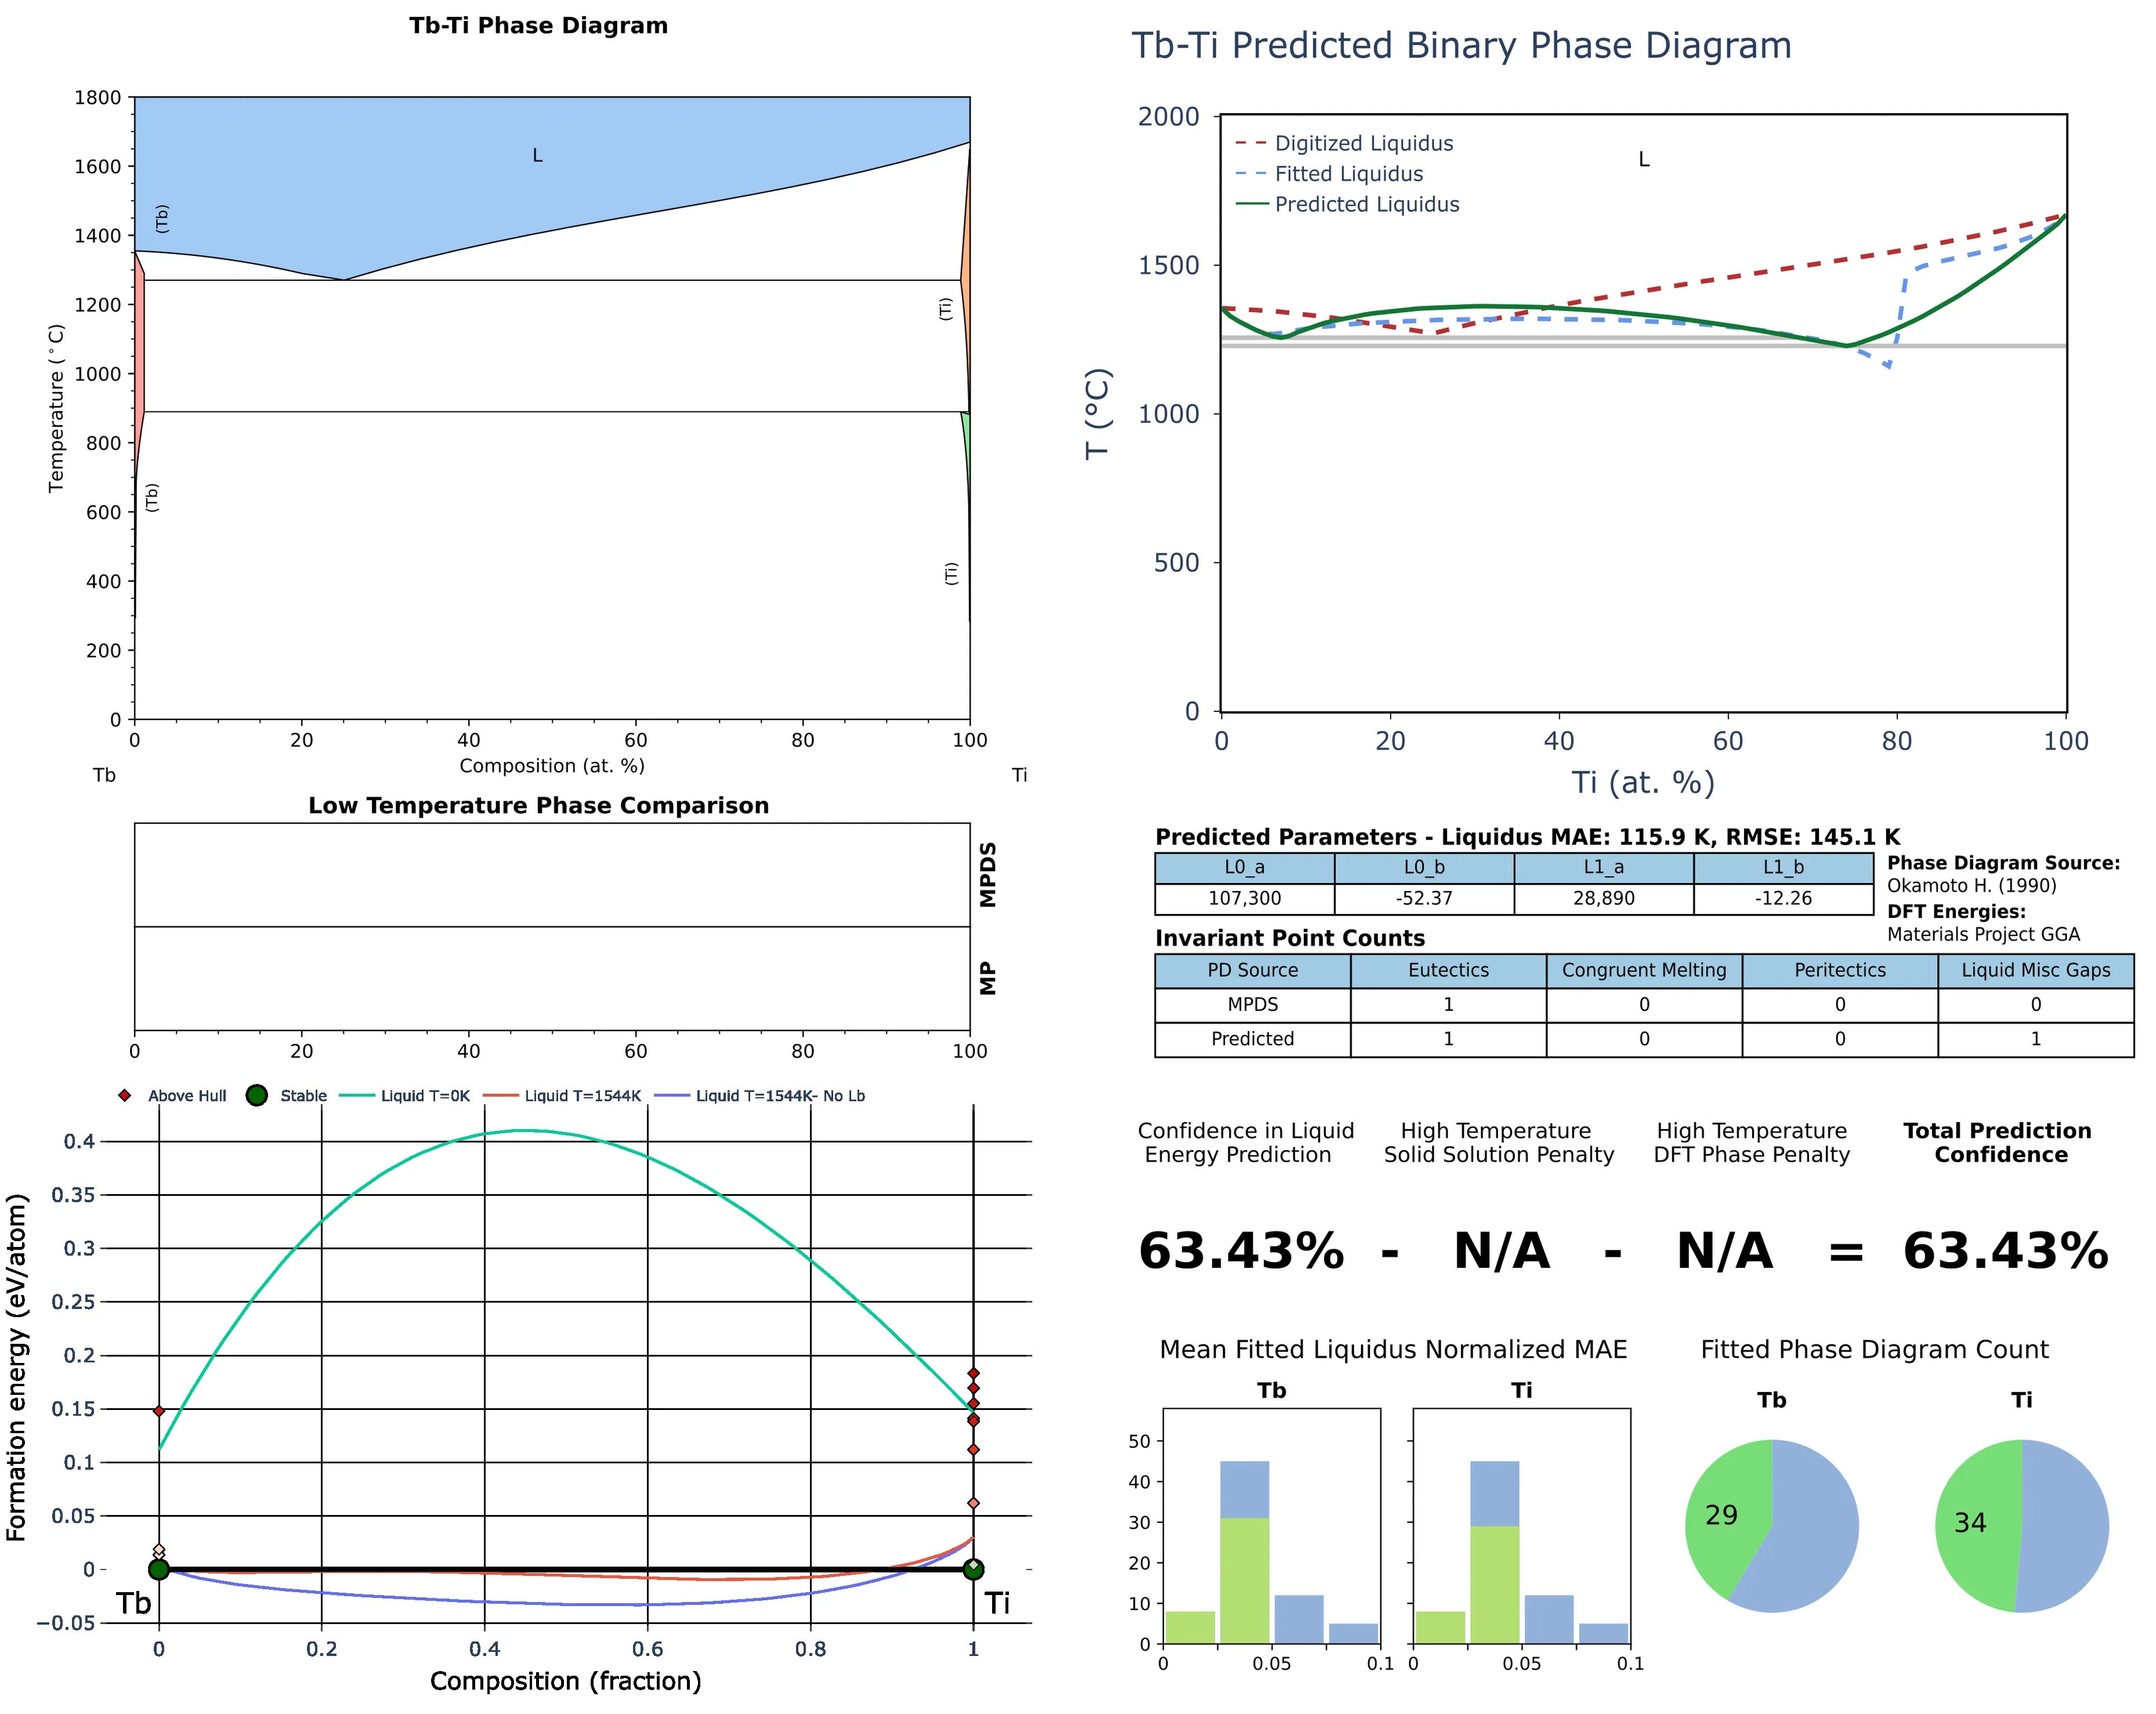 Tb-Ti Phase Diagram
1800
1600
1400
1200
1000
800
600
400
200
0
Temperature (°C)
L
(Tb)
(Tb)
(Ti)
(Ti)
0 20 40 60 80 100
Composition (at. %)
Tb Ti
Low Temperature Phase Comparison
MPDS
MP
0 20 40 60 80 100
Above Hull Stable Liquid T=0K Liquid T=1544K Liquid T=1544K- No Lb
0.4
0.35
0.3
0.25
0.2
0.15
0.1
0.05
0
−0.05
Formation energy (eV/atom)
Tb Ti
0 0.2 0.4 0.6 0.8 1
Composition (fraction)
Tb-Ti Predicted Binary Phase Diagram
2000
1500
1000
500
0
T (°C)
Digitized Liquidus
Fitted Liquidus
Predicted Liquidus
L
0 20 40 60 80 100
Ti (at. %)
Predicted Parameters - Liquidus MAE: 115.9 K, RMSE: 145.1 K
L0_a L0_b L1_a L1_b
107,300 -52.37 28,890 -12.26
Phase Diagram Source:
Okamoto H. (1990)
DFT Energies:
Materials Project GGA
Invariant Point Counts
PD Source Eutectics Congruent Melting Peritectics Liquid Misc Gaps
MPDS 1 0 0 0
Predicted 1 0 0 1
Confidence in Liquid
Energy Prediction
High Temperature
Solid Solution Penalty
High Temperature
DFT Phase Penalty
Total Prediction
Confidence
63.43% - N/A - N/A = 63.43%
Mean Fitted Liquidus Normalized MAE
Tb Ti
50
40
30
20
10
0
0 0.05 0.1 0 0.05 0.1
Fitted Phase Diagram Count
Tb Ti
29 34